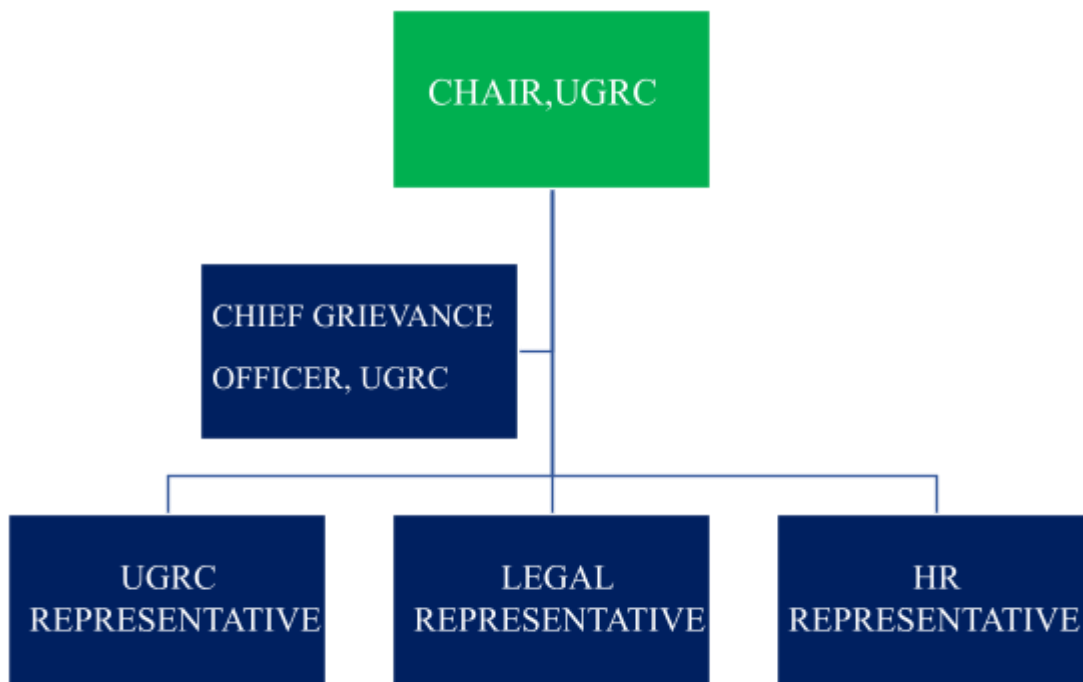 CHAIR,UGRC
CHIEF GRIEVANCE
OFFICER, UGRC
UGRC
REPRESENTATIVE
LEGAL
REPRESENTATIVE
HR
REPRESENTATIVE